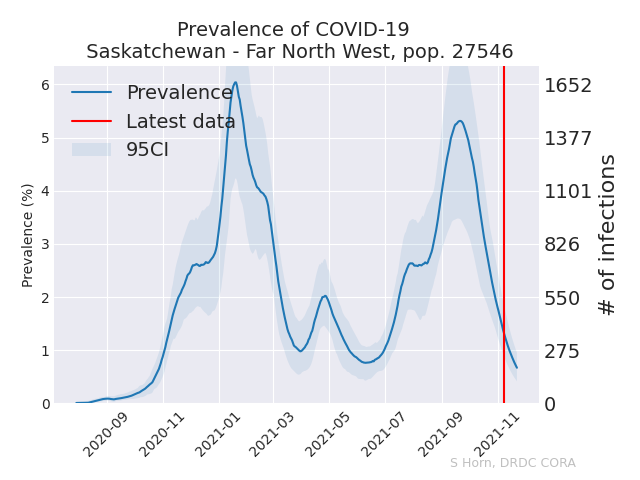 Prevalence of COVID-19
Saskatchewan - Far North West, pop. 27546
Prevalence
Latest data
95CI
Prevalence (%)
6
5
4
3
2
1
0
1652
1377
1101
826
550
275
0
# of infections
2020-09
2020-11
2021-01
2021-03
2021-05
2021-07
2021-09
2021-11
S Horn, DRDC CORA